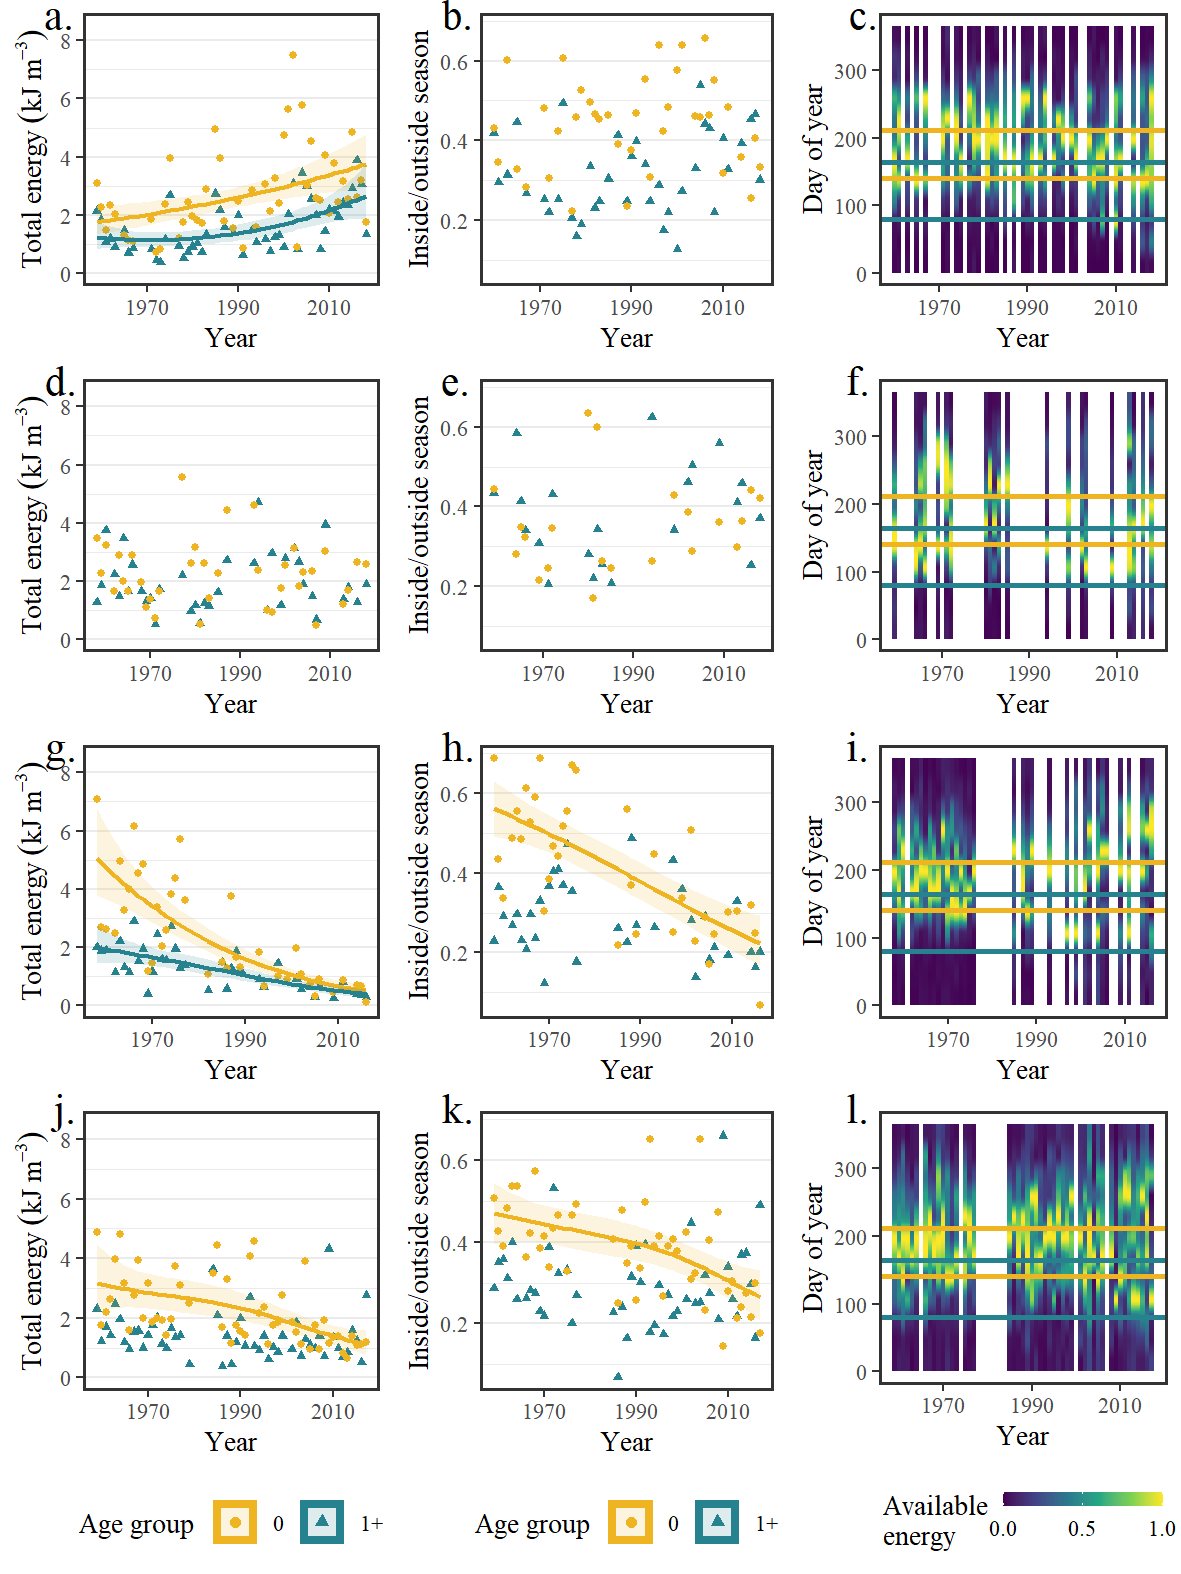 a.
Total energy (kJ m⁻³)
8
6
4
2
0
1970 1990 2010
Year
b.
Inside/outside season
0.6
0.4
0.2
1970 1990 2010
Year
c.
Day of year
300
200
100
0
1970 1990 2010
Year
d.
Total energy (kJ m⁻³)
8
6
4
2
0
1970 1990 2010
Year
e.
Inside/outside season
0.6
0.4
0.2
1970 1990 2010
Year
f.
Day of year
300
200
100
0
1970 1990 2010
Year
g.
Total energy (kJ m⁻³)
8
6
4
2
0
1970 1990 2010
Year
h.
Inside/outside season
0.6
0.4
0.2
1970 1990 2010
Year
i.
Day of year
300
200
100
0
1970 1990 2010
Year
j.
Total energy (kJ m⁻³)
8
6
4
2
0
1970 1990 2010
Year
k.
Inside/outside season
0.6
0.4
0.2
1970 1990 2010
Year
l.
Day of year
300
200
100
0
1970 1990 2010
Year
Age group 0 1+
Age group 0 1+
Available
energy
0.0 0.5 1.0